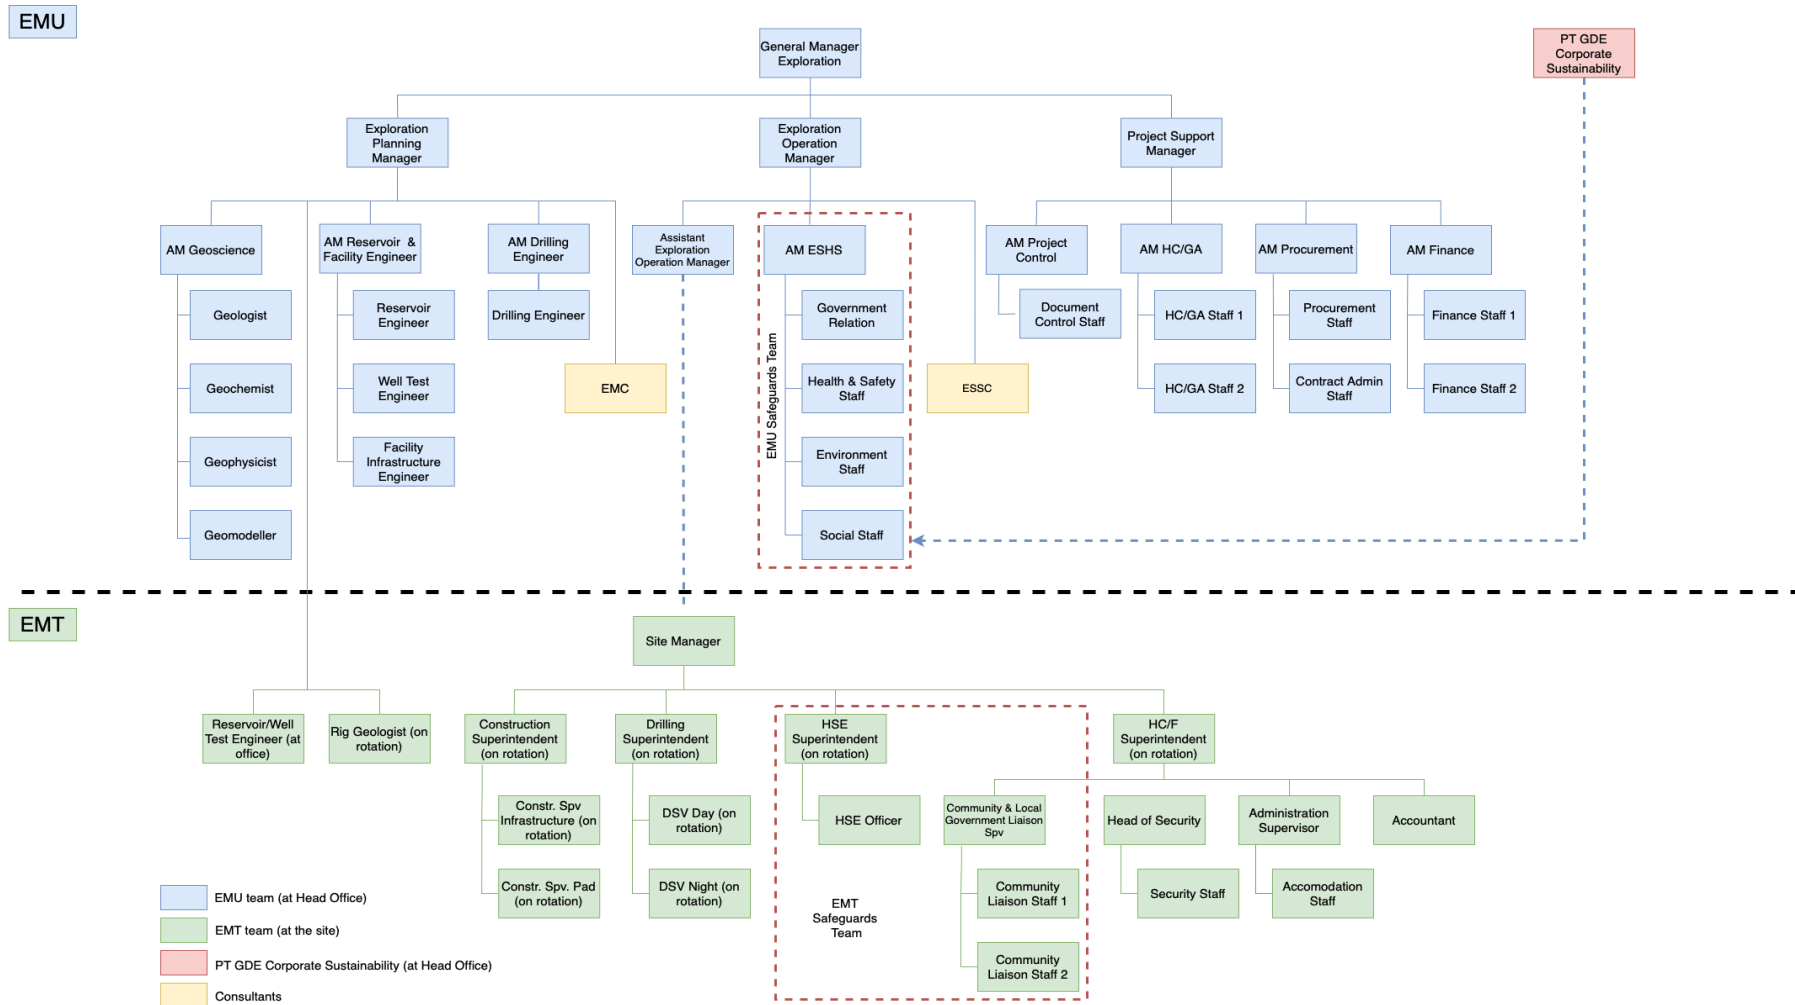 EMU
General Manager
Exploration
PT GDE
Corporate
Sustainability
Exploration
Planning
Manager
Exploration
Operation
Manager
Project Support
Manager
AM Geoscience
AM Reservoir &
Facility Engineer
AM Drilling
Engineer
Assistant
Exploration
Operation Manager
AM ESHS
AM Project
Control
AM HC/GA
AM Procurement
AM Finance
Geologist
Reservoir
Engineer
Drilling Engineer
Government
Relation
Document
Control Staff
HC/GA Staff 1
Procurement
Staff
Finance Staff 1
EMU Safeguards Team
Geochemist
Well Test
Engineer
EMC
Health & Safety
Staff
ESSC
HC/GA Staff 2
Contract Admin
Staff
Finance Staff 2
Geophysicist
Facility
Infrastructure
Engineer
Environment
Staff
Geomodeller
Social Staff
EMT
Site Manager
Reservoir/Well
Test Engineer (at
office)
Rig Geologist (on
rotation)
Construction
Superintendent
(on rotation)
Drilling
Superintendent
(on rotation)
HSE
Superintendent
(on rotation)
HC/F
Superintendent
(on rotation)
Constr. Spv
Infrastructure (on
rotation)
DSV Day (on
rotation)
HSE Officer
Community & Local
Government Liaison
Spv
Head of Security
Administration
Supervisor
Accountant
Constr. Spv. Pad
(on rotation)
DSV Night (on
rotation)
Community
Liaison Staff 1
Security Staff
Accomodation
Staff
EMT
Safeguards
Team
Community
Liaison Staff 2
EMU team (at Head Office)
EMT team (at the site)
PT GDE Corporate Sustainability (at Head Office)
Consultants